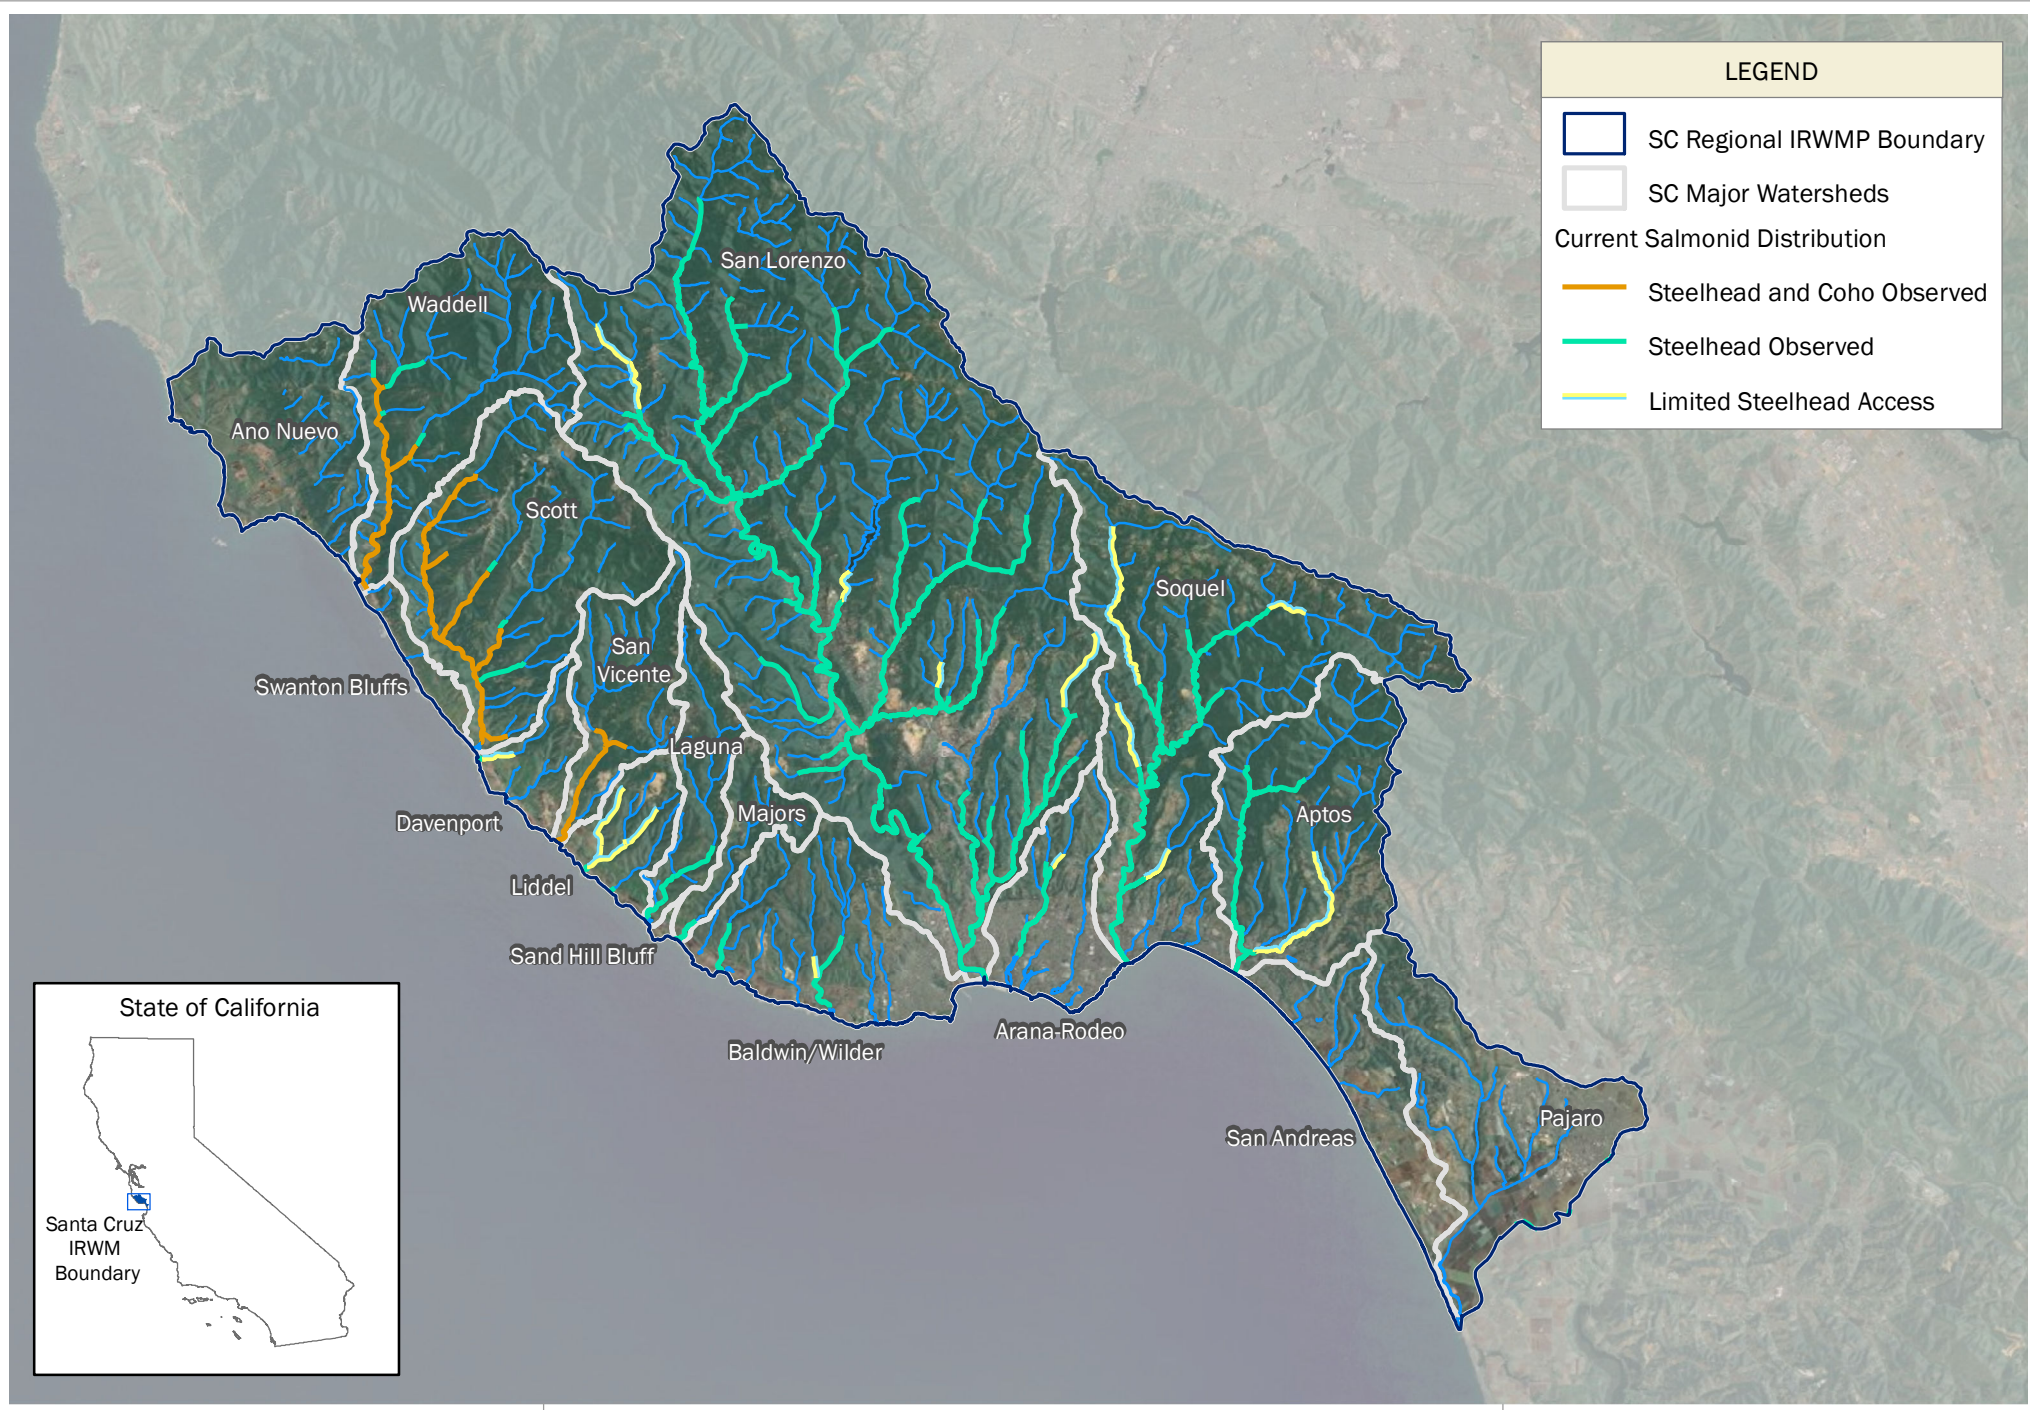 LEGEND
SC Regional IRWMP Boundary
SC Major Watersheds
Current Salmonid Distribution
Steelhead and Coho Observed
Steelhead Observed
Limited Steelhead Access
San Lorenzo
Waddell
Ano Nuevo
Scott
Soquel
San
Vicente
Swanton Bluffs
Laguna
Majors
Aptos
Davenport
Liddel
Sand Hill Bluff
Arana-Rodeo
Baldwin/Wilder
Pajaro
San Andreas
State of California
Santa Cruz
IRWM
Boundary